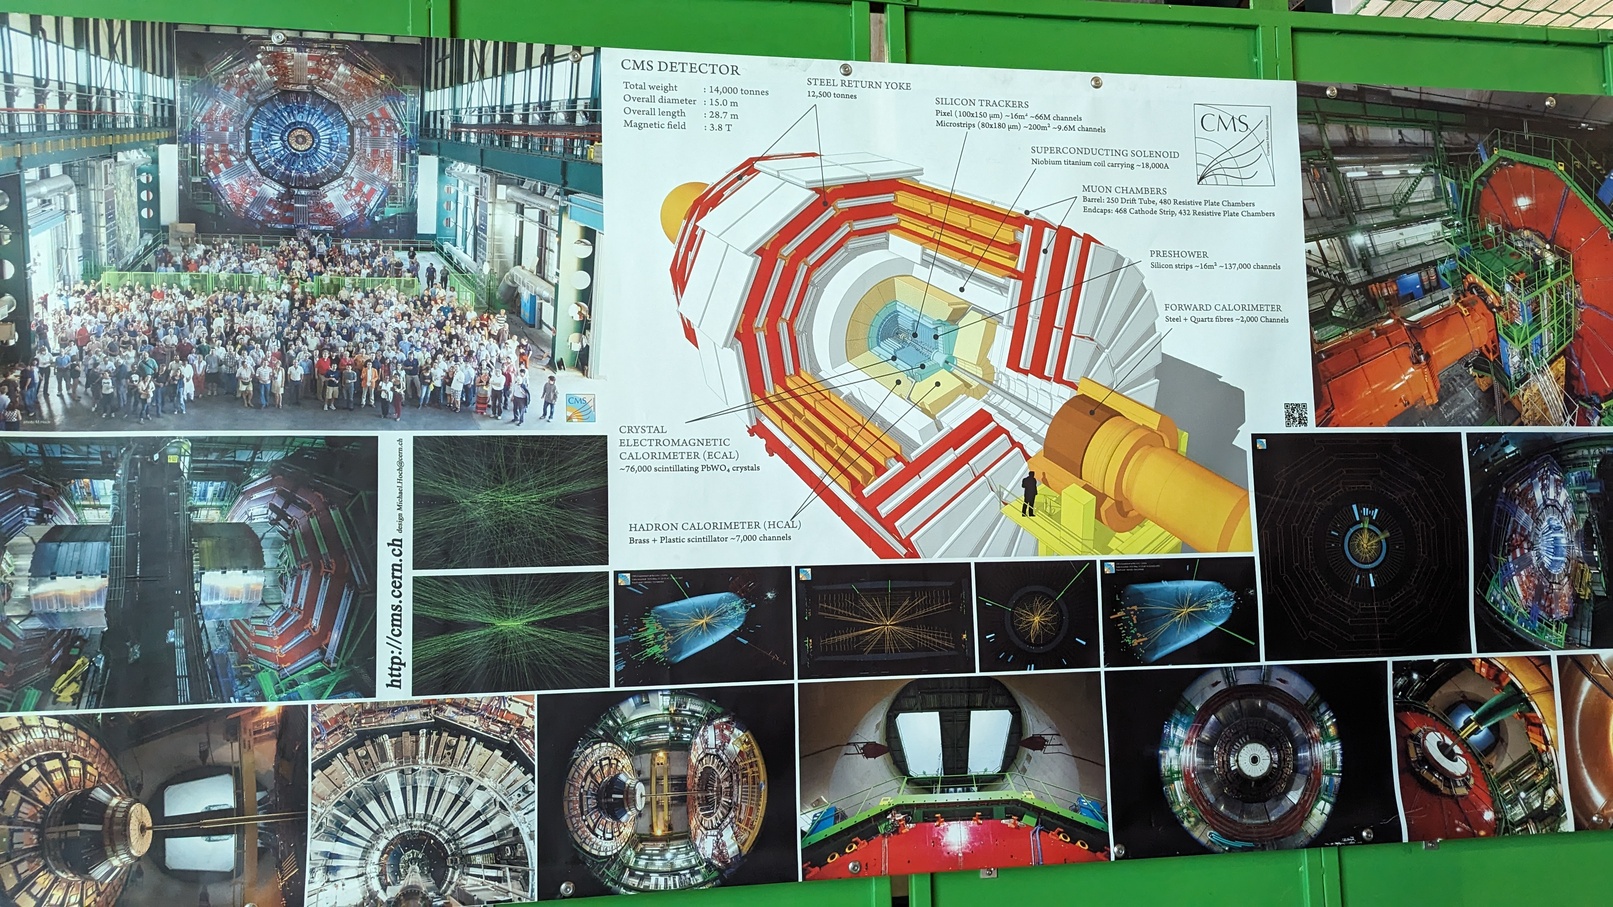 CMS DETECTOR
Total weight : 14,000 tonnes
Overall diameter : 15.0 m
Overall length : 28.7 m
Magnetic field : 3.8 T
STEEL RETURN YOKE
12,500 tonnes
SILICON TRACKERS
Pixel (100x150 μm) ~16m² ~66M channels
Microstrips (80x180 μm) ~200m² ~9.6M channels
SUPERCONDUCTING SOLENOID
Niobium titanium coil carrying ~18,000A
MUON CHAMBERS
Barrel: 250 Drift Tube, 480 Resistive Plate Chambers
Endcaps: 468 Cathode Strip, 432 Resistive Plate Chambers
PRESHOWER
Silicon strips ~16m² ~137,000 channels
FORWARD CALORIMETER
Steel + Quartz fibres ~2,000 Channels
CMS
CRYSTAL
ELECTROMAGNETIC
CALORIMETER (ECAL)
~76,000 scintillating PbWO₄ crystals
HADRON CALORIMETER (HCAL)
Brass + Plastic scintillator ~7,000 channels
CMS
http://cms.cern.ch design Michael.Hoch@cern.ch